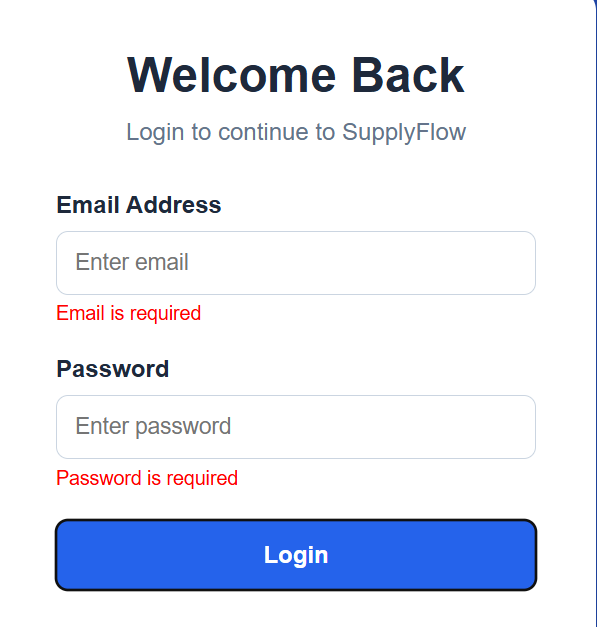 Welcome Back
Login to continue to SupplyFlow
Email Address
Enter email
Email is required
Password
Enter password
Password is required
Login